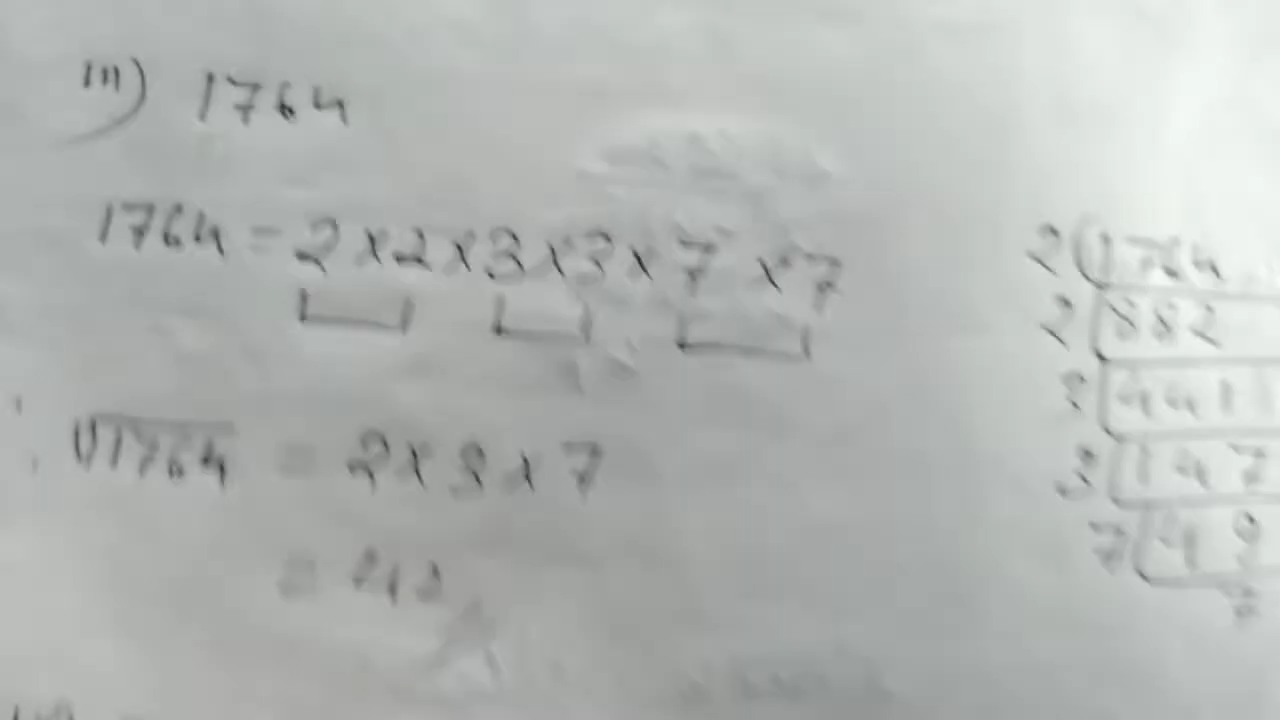 iii) 1764
1764 = 2 x 2 x 3 x 3 x 7 x 7
√1764 = 2 x 3 x 7
= 42
2 1764
2 882
3 441
3 147
7 49
7